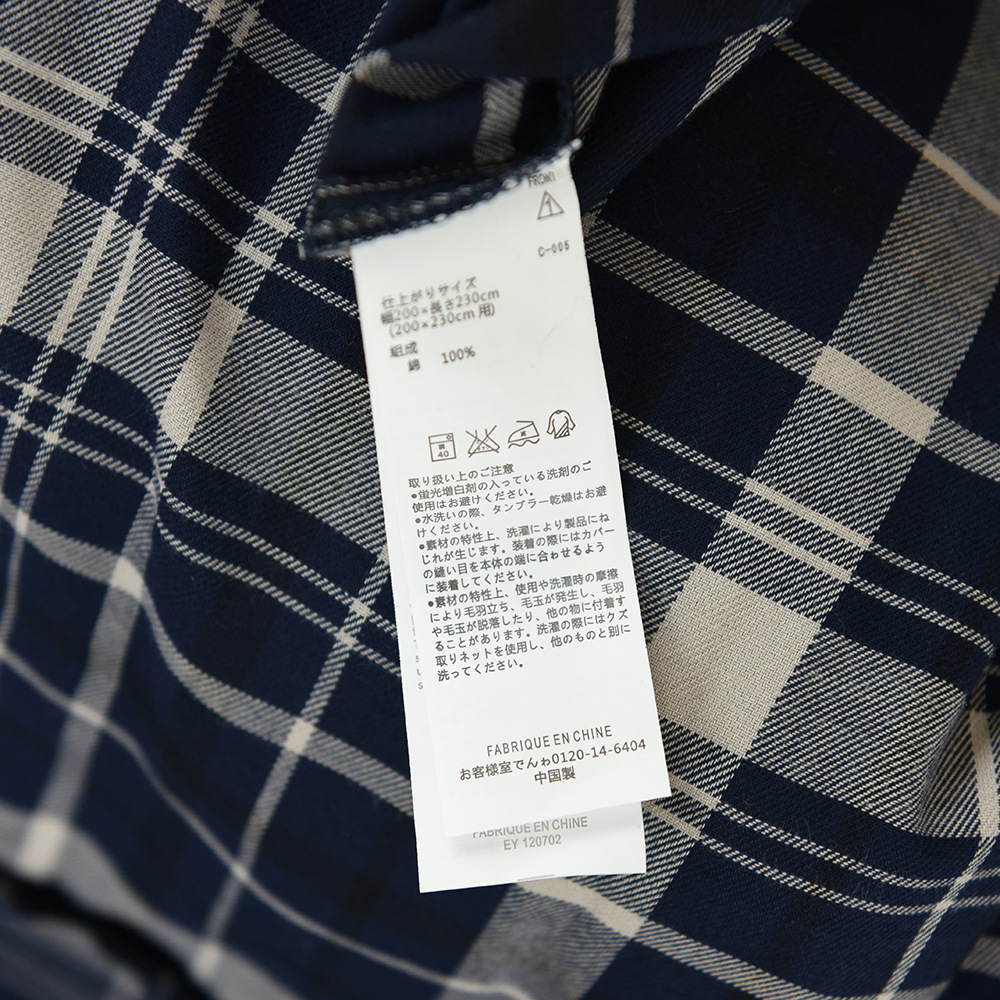 FRONT
1
C-005
仕上がりサイズ
幅200×長さ230cm
(200×230cm用)
組成
綿 100%
40
取り扱い上のご注意
●蛍光増白剤の入っている洗剤のご
使用はお避けください。
●水洗いの際、タンブラー乾燥はお避
けください。
●素材の特性上、洗濯により製品にね
じれが生じます。装着の際にはカバー
の縫い目を本体の端に合わせるよう
に装着してください。
●素材の特性上、使用や洗濯時の摩擦
により毛羽立ち、毛玉が発生し、毛羽
や毛玉が脱落したり、他の物に付着す
ることがあります。洗濯の際にはクズ
取りネットを使用し、他のものと別に
洗ってください。
FABRIQUE EN CHINE
お客様室でんゎ0120-14-6404
中国製
FABRIQUE EN CHINE
EY 120702